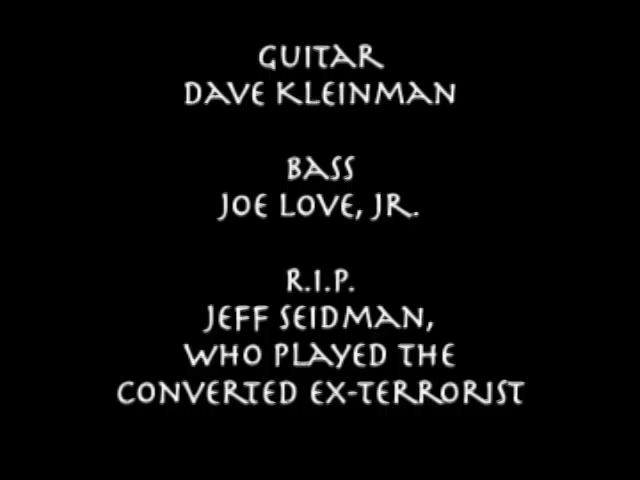 GUITAR
DAVE KLEINMAN
BASS
JOE LOVE, JR.
R.I.P.
JEFF SEIDMAN,
WHO PLAYED THE
CONVERTED EX-TERRORIST